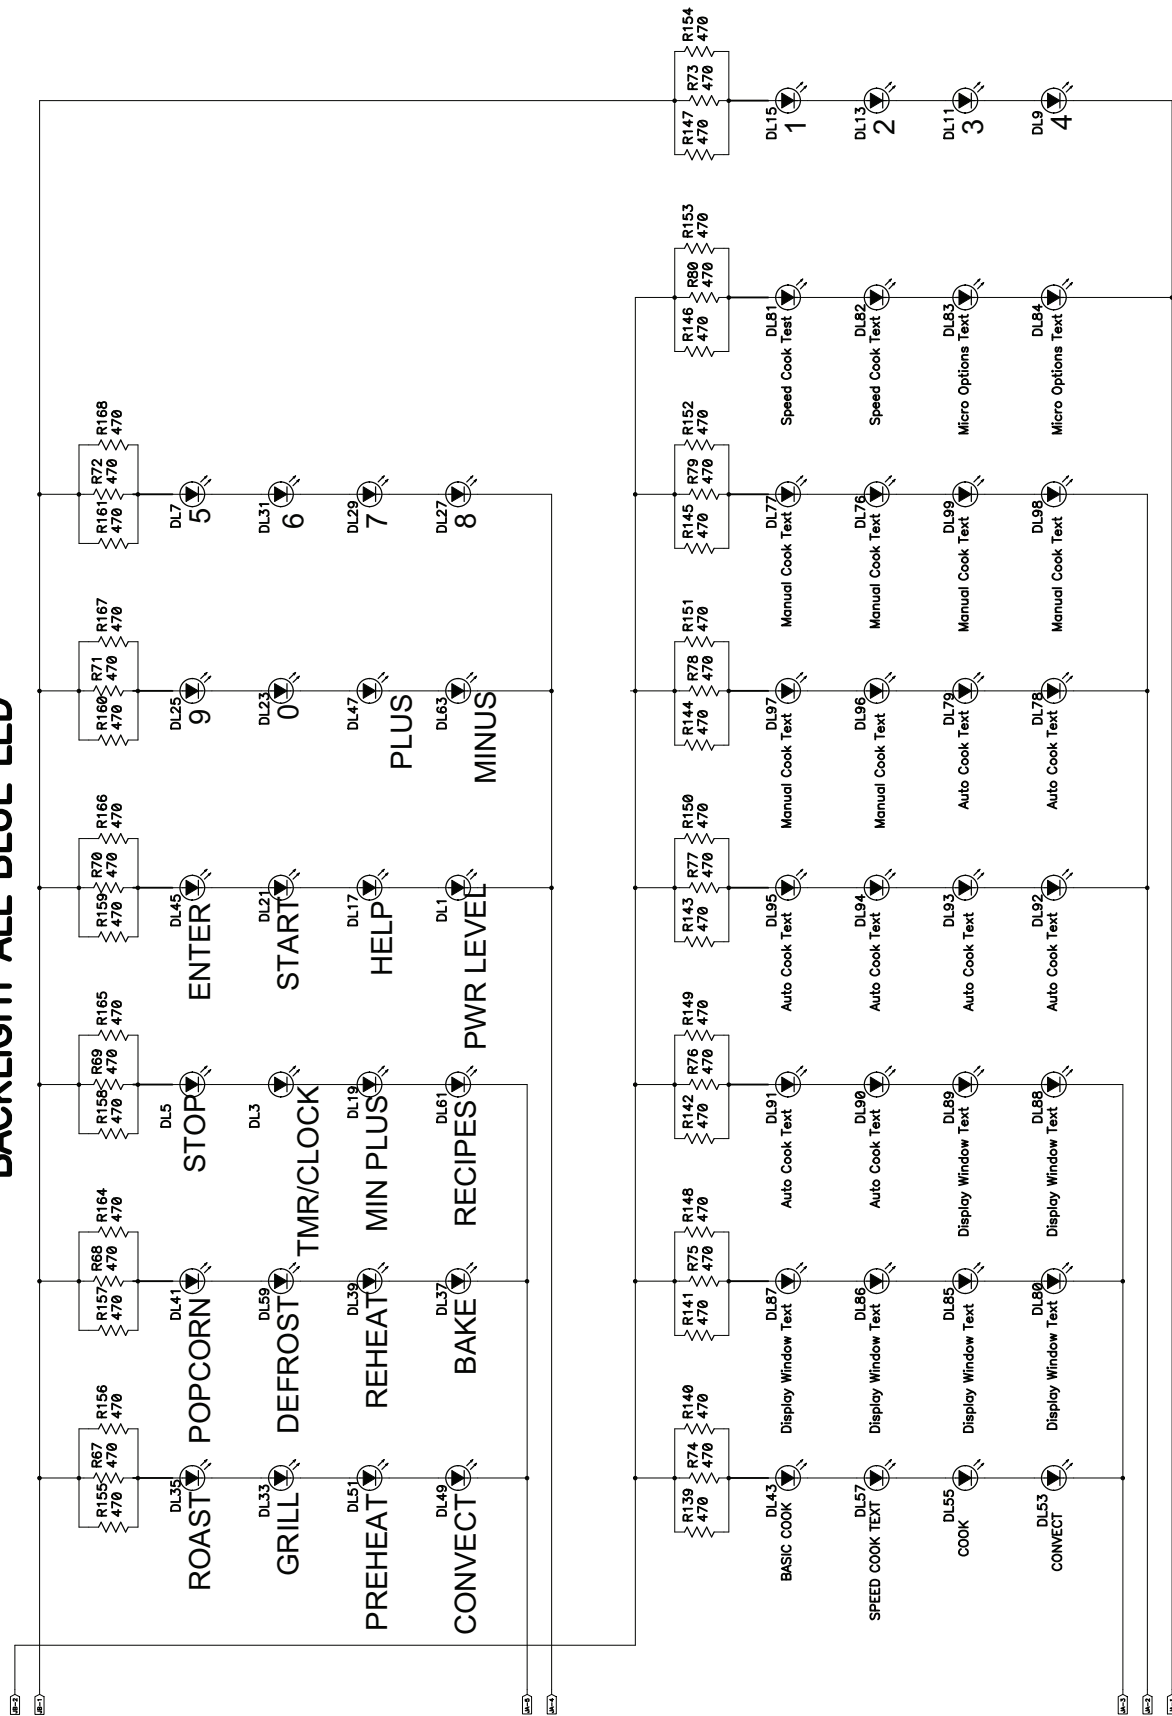 BACKLIGHT ALL BLUE LED
JB-2
JB-1
JA-5
JA-4
JA-3
JA-2
R155
470
R67
470
R156
470
DL35
ROAST
DL33
GRILL
DL51
PREHEAT
DL49
CONVECT
R157
470
R68
470
R164
470
DL41
POPCORN
DL59
DEFROST
DL39
REHEAT
DL37
BAKE
R158
470
R69
470
R165
470
DL5
STOP
DL3
TMR/CLOCK
DL19
MIN PLUS
DL61
RECIPES
R159
470
R70
470
R166
470
DL45
ENTER
DL21
START
DL17
HELP
DL1
PWR LEVEL
R160
470
R71
470
R167
470
DL25
9
DL23
0
DL47
PLUS
DL63
MINUS
R161
470
R72
470
R168
470
DL7
5
DL31
6
DL29
7
DL27
8
R139
470
R74
470
R140
470
DL43
BASIC COOK
DL57
SPEED COOK TEXT
DL55
COOK
DL53
CONVECT
R141
470
R75
470
R148
470
DL87
Display Window Text
DL86
Display Window Text
DL85
Display Window Text
DL80
Display Window Text
R142
470
R76
470
R149
470
DL91
Auto Cook Text
DL90
Auto Cook Text
DL89
Display Window Text
DL88
Display Window Text
R143
470
R77
470
R150
470
DL95
Auto Cook Text
DL94
Auto Cook Text
DL93
Auto Cook Text
DL92
Auto Cook Text
R144
470
R78
470
R151
470
DL97
Manual Cook Text
DL96
Manual Cook Text
DL79
Auto Cook Text
DL78
Auto Cook Text
R145
470
R79
470
R152
470
DL77
Manual Cook Text
DL76
Manual Cook Text
DL99
Manual Cook Text
DL98
Manual Cook Text
R146
470
R80
470
R153
470
DL81
Speed Cook Test
DL82
Speed Cook Text
DL83
Micro Options Text
DL84
Micro Options Text
R147
470
R73
470
R154
470
DL15
1
DL13
2
DL11
3
DL9
4